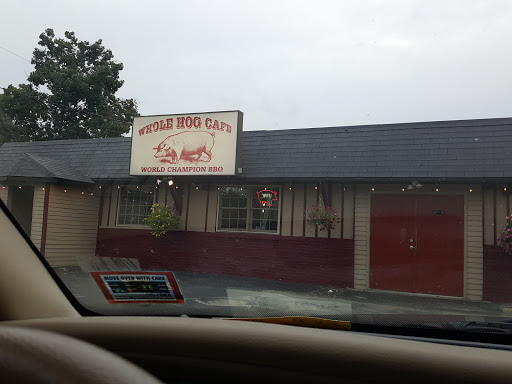 WHOLE HOG CAFE
WORLD CHAMPION BBQ
MOVE OVER WITH CARE